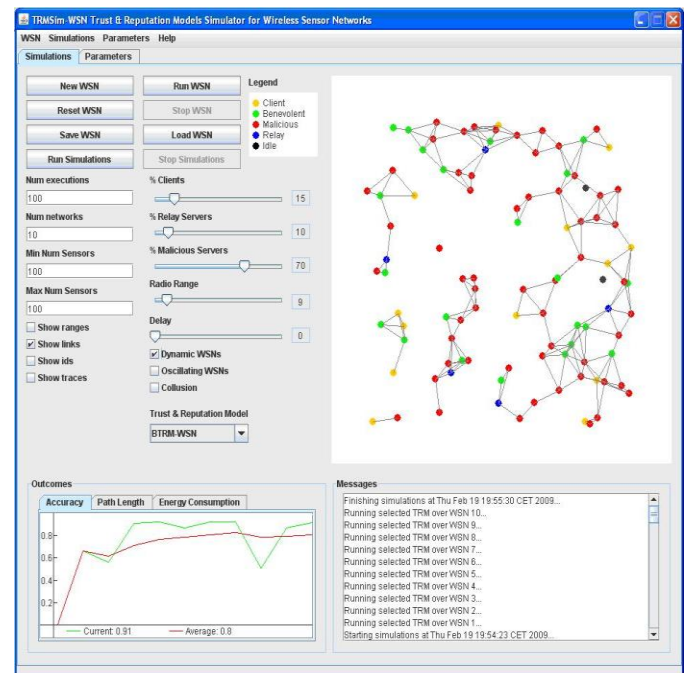 TRMSim-WSN Trust & Reputation Models Simulator for Wireless Sensor Networks
WSN Simulations Parameters Help
Simulations Parameters
New WSN
Run WSN
Reset WSN
Stop WSN
Save WSN
Load WSN
Run Simulations
Stop Simulations
Legend
Client
Benevolent
Malicious
Relay
Idle
Num executions
100
Num networks
10
Min Num Sensors
100
Max Num Sensors
100
Show ranges
Show links
Show ids
Show traces
% Clients
15
% Relay Servers
10
% Malicious Servers
70
Radio Range
9
Delay
0
Dynamic WSNs
Oscillating WSNs
Collusion
Trust & Reputation Model
BTRM-WSN
Outcomes
Accuracy Path Length Energy Consumption
0.8
0.6
0.4
0.2
Current: 0.91 Average: 0.8
Messages
Finishing simulations at Thu Feb 19 19:55:30 CET 2009...
Running selected TRM over WSN 10...
Running selected TRM over WSN 9...
Running selected TRM over WSN 8...
Running selected TRM over WSN 7...
Running selected TRM over WSN 6...
Running selected TRM over WSN 5...
Running selected TRM over WSN 4...
Running selected TRM over WSN 3...
Running selected TRM over WSN 2...
Running selected TRM over WSN 1...
Starting simulations at Thu Feb 19 19:54:23 CET 2009...